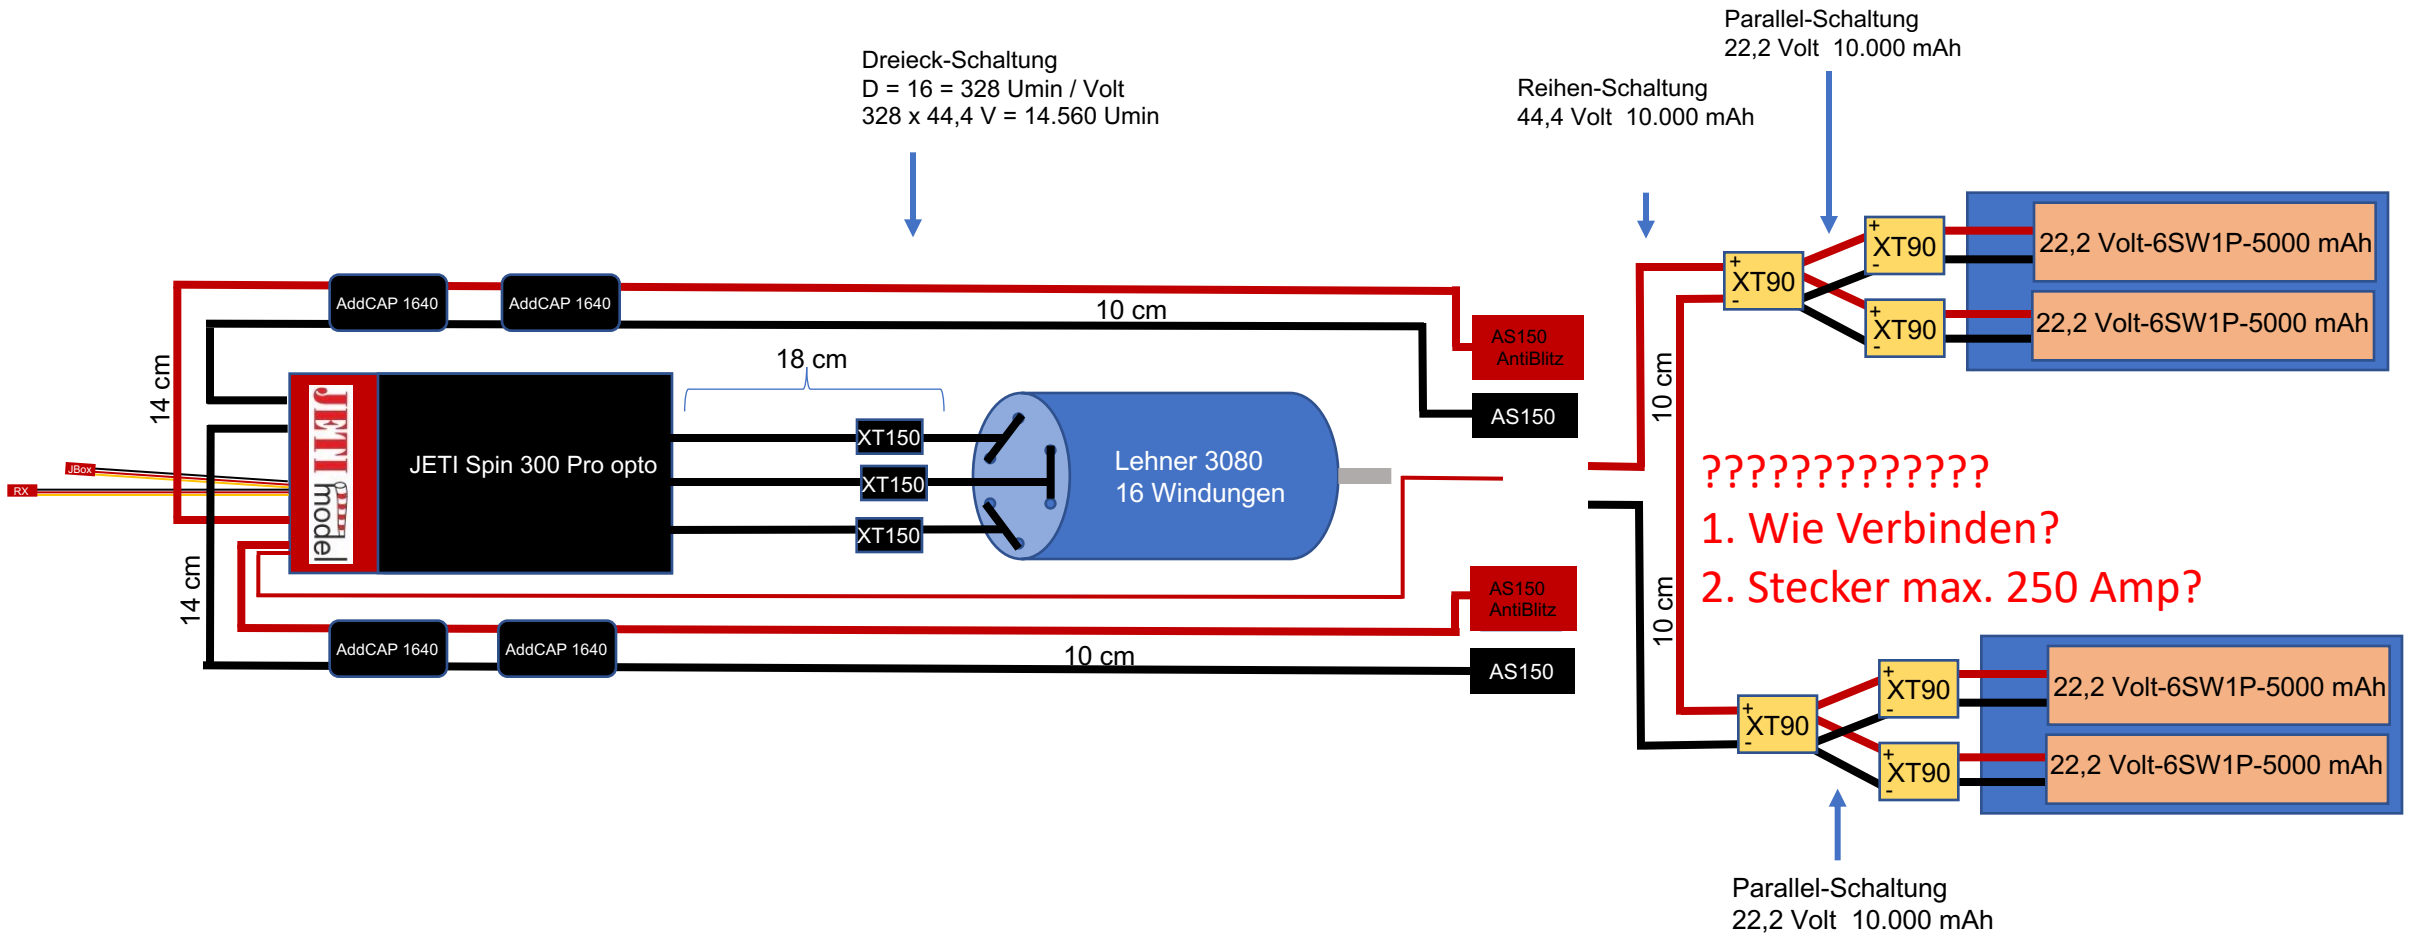 Parallel-Schaltung
22,2 Volt 10.000 mAh
Dreieck-Schaltung
D = 16 = 328 Umin / Volt
328 x 44,4 V = 14.560 Umin
Reihen-Schaltung
44,4 Volt 10.000 mAh
+
XT90
-
+
XT90
-
+
XT90
-
22,2 Volt-6SW1P-5000 mAh
22,2 Volt-6SW1P-5000 mAh
AddCAP 1640
AddCAP 1640
10 cm
AS150
AntiBlitz
AS150
14 cm
18 cm
10 cm
JBox
RX
JETI
model
JETI Spin 300 Pro opto
XT150
XT150
XT150
Lehner 3080
16 Windungen
?????????????
1. Wie Verbinden?
2. Stecker max. 250 Amp?
14 cm
10 cm
AS150
AntiBlitz
AddCAP 1640
AddCAP 1640
10 cm
AS150
+
XT90
-
+
XT90
-
+
XT90
-
22,2 Volt-6SW1P-5000 mAh
22,2 Volt-6SW1P-5000 mAh
Parallel-Schaltung
22,2 Volt 10.000 mAh